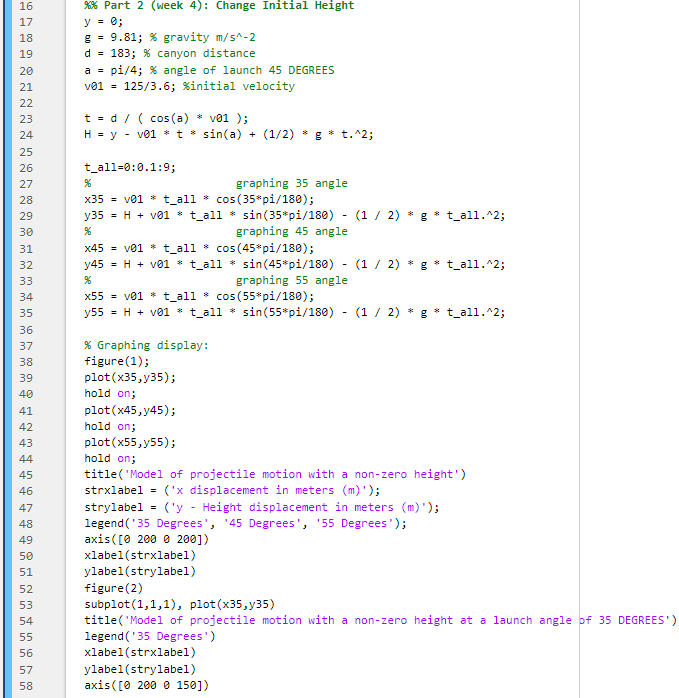 16 %% Part 2 (week 4): Change Initial Height
17 y = 0;
18 g = 9.81; % gravity m/s^-2
19 d = 183; % canyon distance
20 a = pi/4; % angle of launch 45 DEGREES
21 v01 = 125/3.6; %initial velocity
22
23 t = d / ( cos(a) * v01 );
24 H = y - v01 * t * sin(a) + (1/2) * g * t.^2;
25
26 t_all=0:0.1:9;
27 % graphing 35 angle
28 x35 = v01 * t_all * cos(35*pi/180);
29 y35 = H + v01 * t_all * sin(35*pi/180) - (1 / 2) * g * t_all.^2;
30 % graphing 45 angle
31 x45 = v01 * t_all * cos(45*pi/180);
32 y45 = H + v01 * t_all * sin(45*pi/180) - (1 / 2) * g * t_all.^2;
33 % graphing 55 angle
34 x55 = v01 * t_all * cos(55*pi/180);
35 y55 = H + v01 * t_all * sin(55*pi/180) - (1 / 2) * g * t_all.^2;
36
37 % Graphing display:
38 figure(1);
39 plot(x35,y35);
40 hold on;
41 plot(x45,y45);
42 hold on;
43 plot(x55,y55);
44 hold on;
45 title('Model of projectile motion with a non-zero height')
46 strxlabel = ('x displacement in meters (m)');
47 strylabel = ('y - Height displacement in meters (m)');
48 legend('35 Degrees', '45 Degrees', '55 Degrees');
49 axis([0 200 0 200])
50 xlabel(strxlabel)
51 ylabel(strylabel)
52 figure(2)
53 subplot(1,1,1), plot(x35,y35)
54 title('Model of projectile motion with a non-zero height at a launch angle of 35 DEGREES')
55 legend('35 Degrees')
56 xlabel(strxlabel)
57 ylabel(strylabel)
58 axis([0 200 0 150])